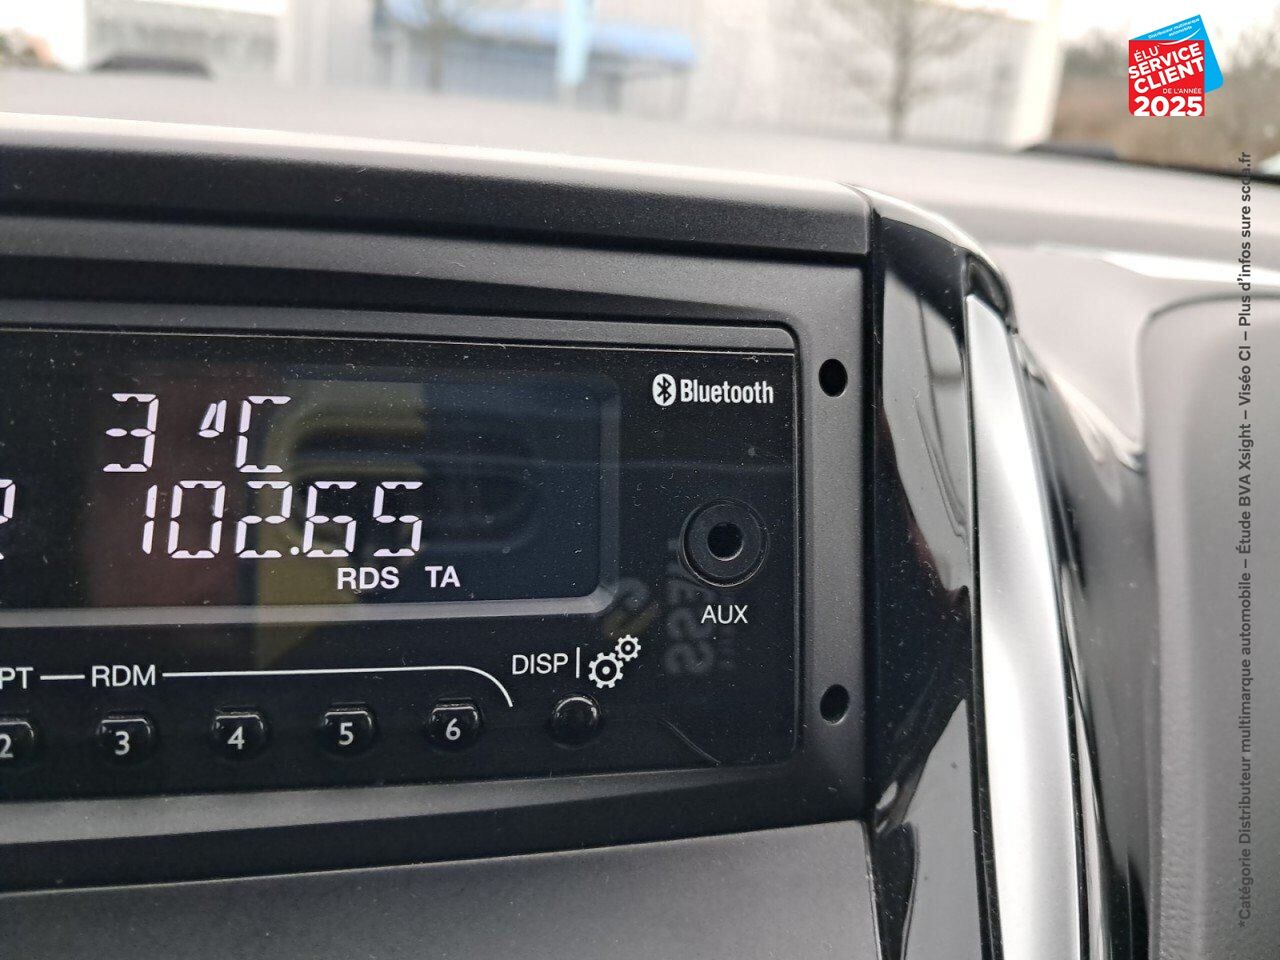 ÉLU
SERVICE
CLIENT
DE L'ANNÉE
2025
*Catégorie Distributeur multimarque automobile – Étude BVA Xsight – Viséo CI – Plus d'infos sure scda.fr
3 °C
102.65
RDS TA
Bluetooth
AUX
DISP
RDM
2 3 4 5 6